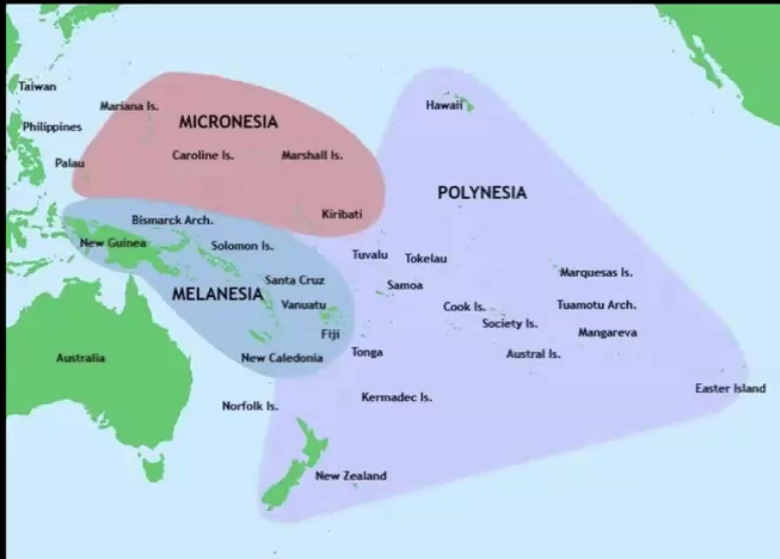 Taiwan
Mariana Is.
Hawaii
MICRONESIA
Philippines
Caroline Is.
Marshall Is.
Palau
POLYNESIA
Kiribati
Bismarck Arch.
New Guinea
Solomon Is.
Tuvalu
Tokelau
Marquesas Is.
Santa Cruz
Samoa
MELANESIA
Vanuatu
Cook Is.
Tuamotu Arch.
Society Is.
Fiji
Mangareva
Tonga
Austral Is.
Australia
New Caledonia
Easter Island
Kermadec Is.
Norfolk Is.
New Zealand